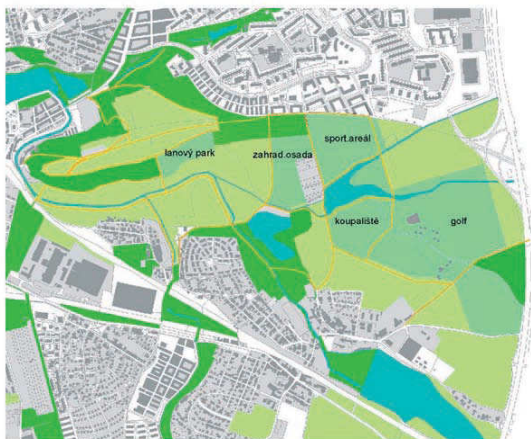 sport.areál
lanový park
zahrad.osada
koupaliště
golf